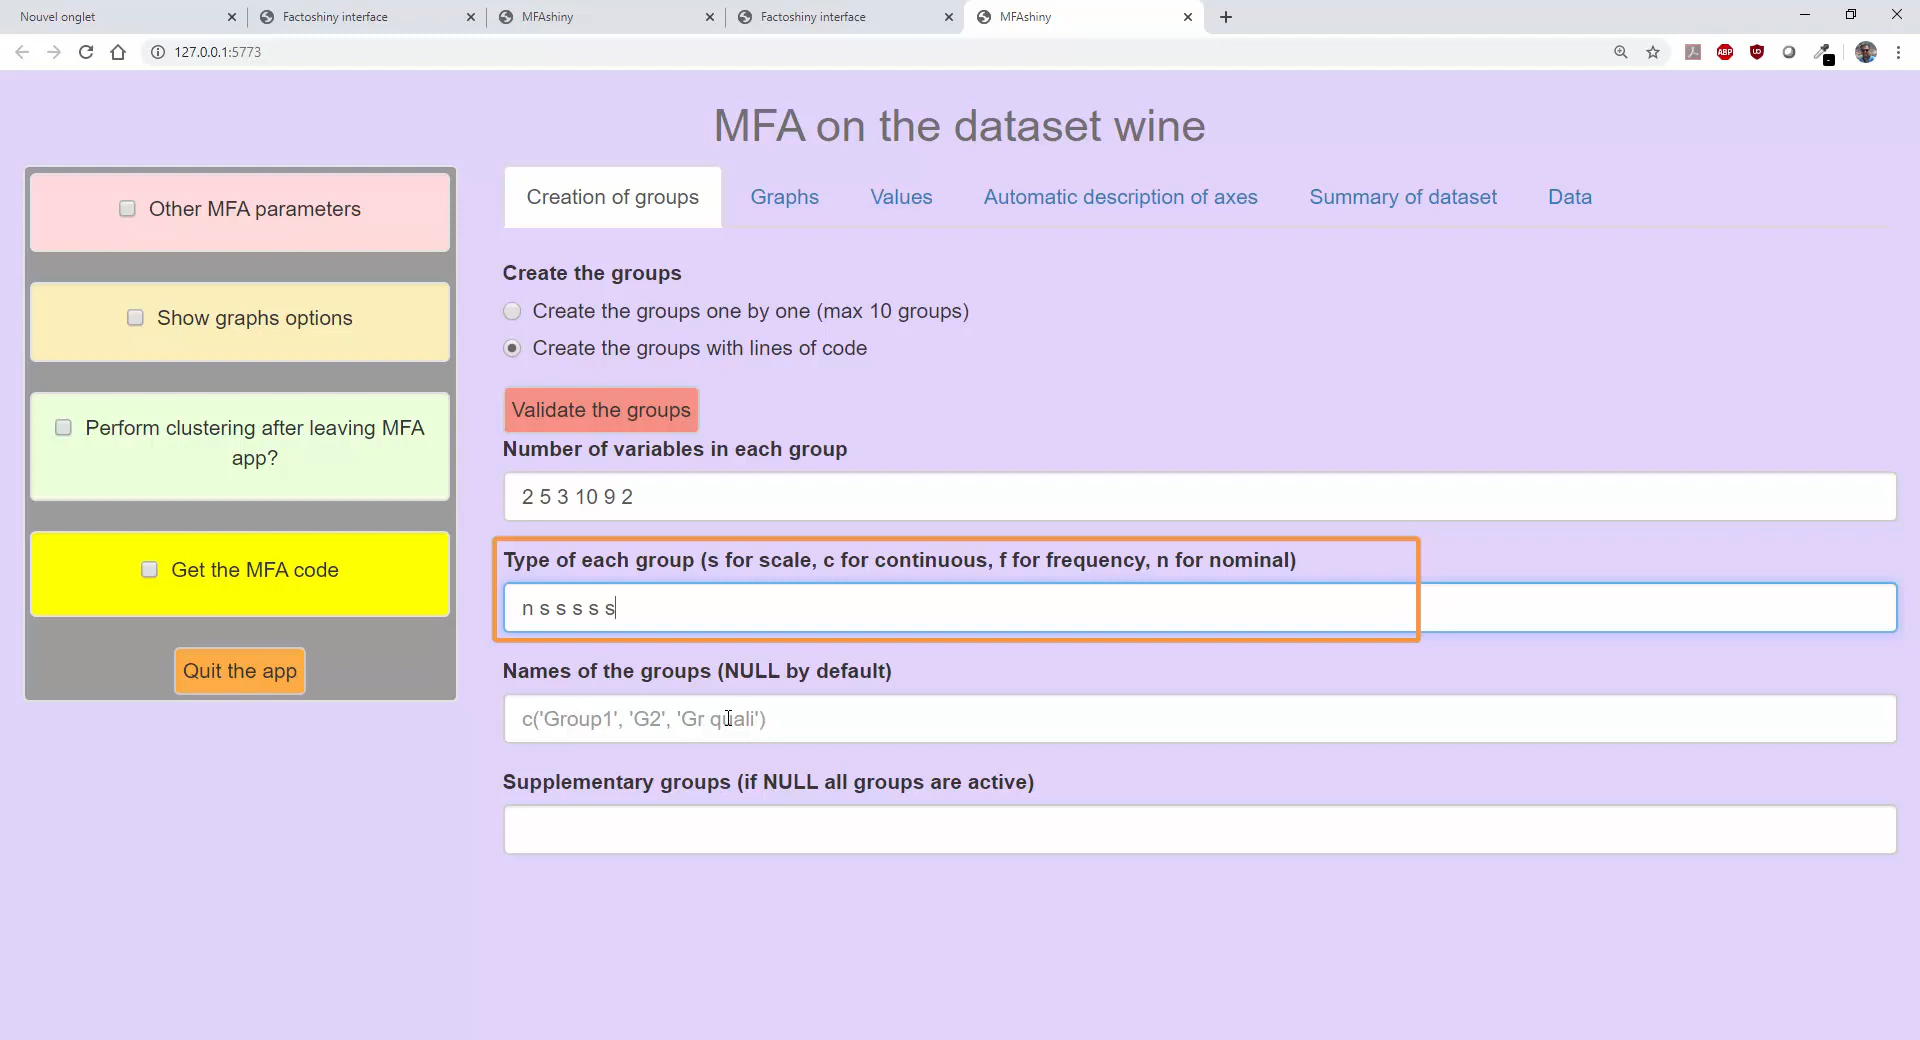 Nouvel onglet
Factoshiny interface
MFAshiny
Factoshiny interface
MFAshiny
127.0.0.1:5773
ABP
MFA on the dataset wine
Other MFA parameters
Show graphs options
Perform clustering after leaving MFA
app?
Get the MFA code
Quit the app
Creation of groups
Graphs
Values
Automatic description of axes
Summary of dataset
Data
Create the groups
Create the groups one by one (max 10 groups)
Create the groups with lines of code
Validate the groups
Number of variables in each group
2 5 3 10 9 2
Type of each group (s for scale, c for continuous, f for frequency, n for nominal)
n s s s s s
Names of the groups (NULL by default)
c('Group1', 'G2', 'Gr quali')
Supplementary groups (if NULL all groups are active)